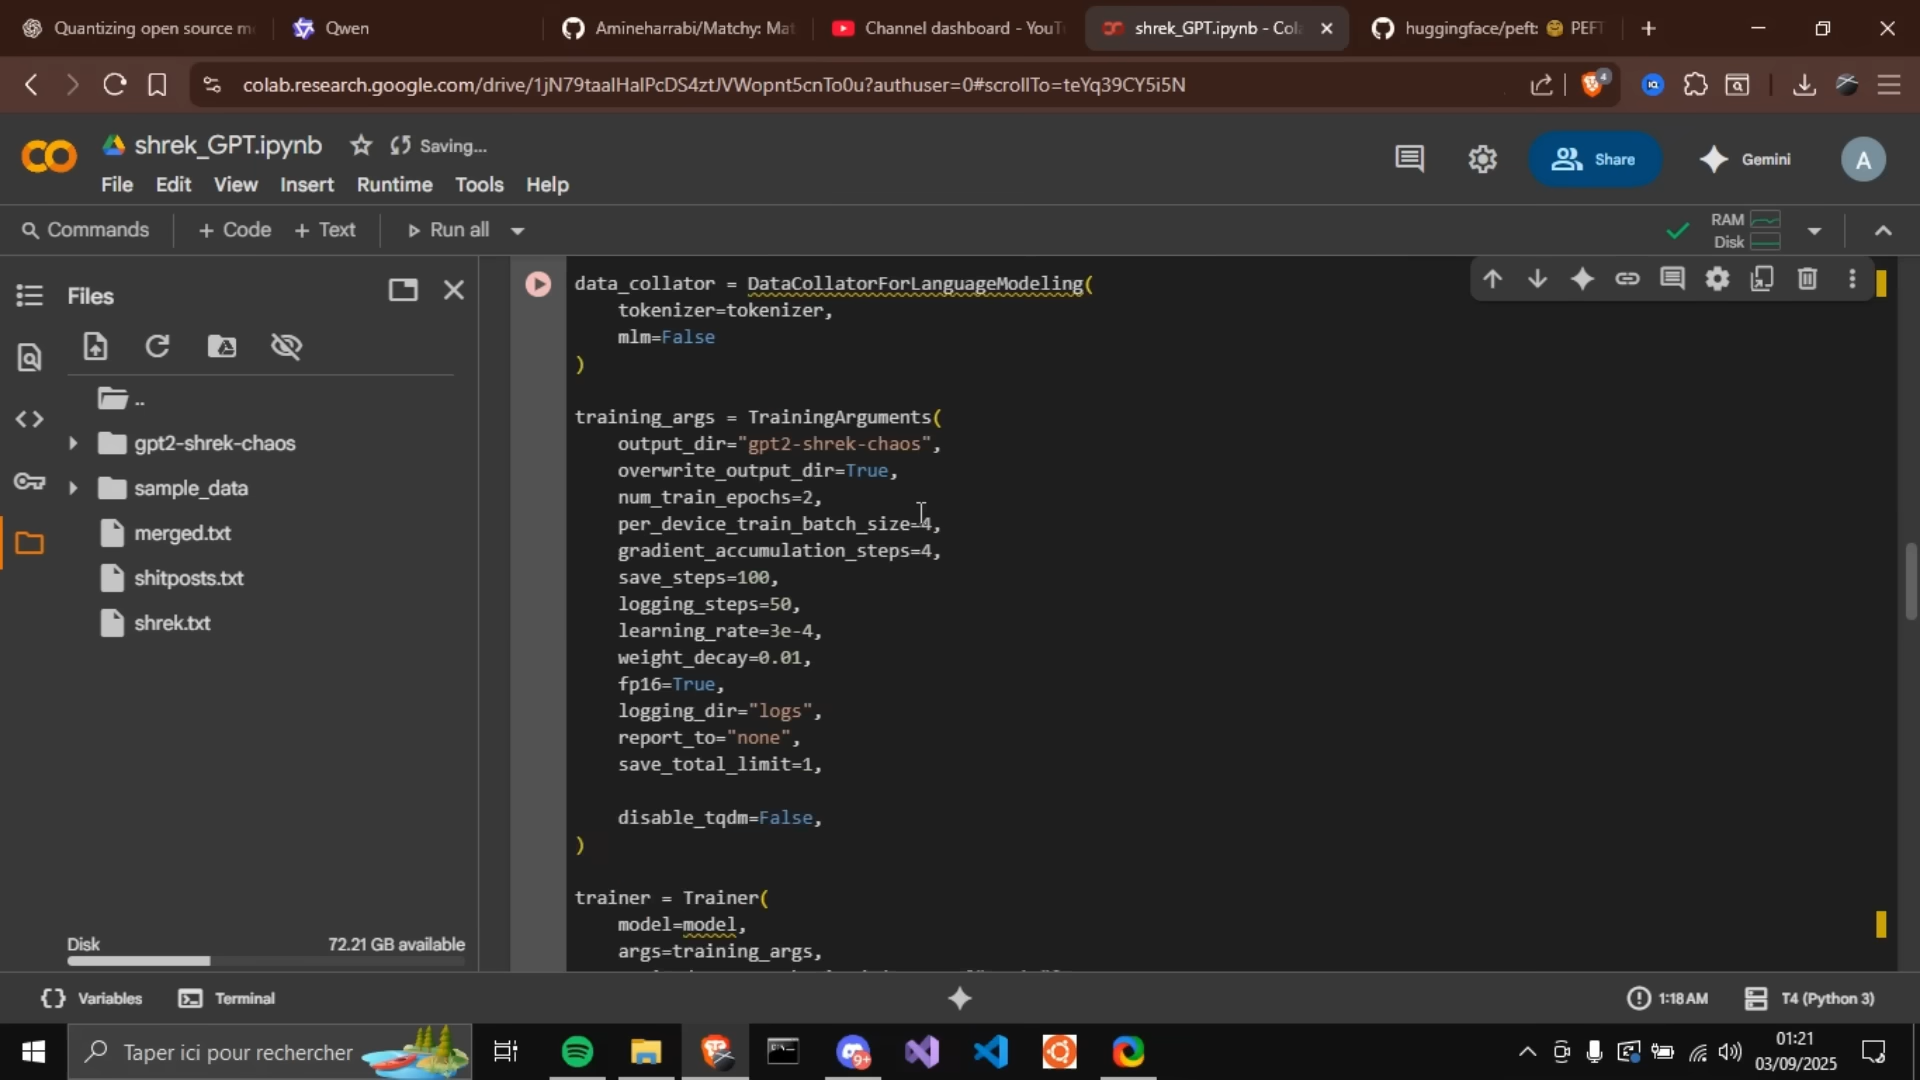 Quantizing open source m
Qwen
Amineharrabi/Matchy: Mat
Channel dashboard - YouT
shrek_GPT.ipynb - Col
huggingface/peft: 🤗 PEFT
colab.research.google.com/drive/1jN79taalHalPcDS4ztJVWopnt5cnTo0u?authuser=0#scrollTo=teYq39CY5i5N
4
shrek_GPT.ipynb
Saving...
Share
Gemini
A
File Edit View Insert Runtime Tools Help
Commands
+ Code + Text
Run all
RAM
Disk
Files
..
gpt2-shrek-chaos
sample_data
merged.txt
shitposts.txt
shrek.txt
Disk 72.21 GB available
data_collator = DataCollatorForLanguageModeling(
tokenizer=tokenizer,
mlm=False
)
training_args = TrainingArguments(
output_dir="gpt2-shrek-chaos",
overwrite_output_dir=True,
num_train_epochs=2,
per_device_train_batch_size=4,
gradient_accumulation_steps=4,
save_steps=100,
logging_steps=50,
learning_rate=3e-4,
weight_decay=0.01,
fp16=True,
logging_dir="logs",
report_to="none",
save_total_limit=1,
disable_tqdm=False,
)
trainer = Trainer(
model=model,
args=training_args,
Variables
Terminal
1:18 AM
T4 (Python 3)
Taper ici pour rechercher
9+
01:21
03/09/2025